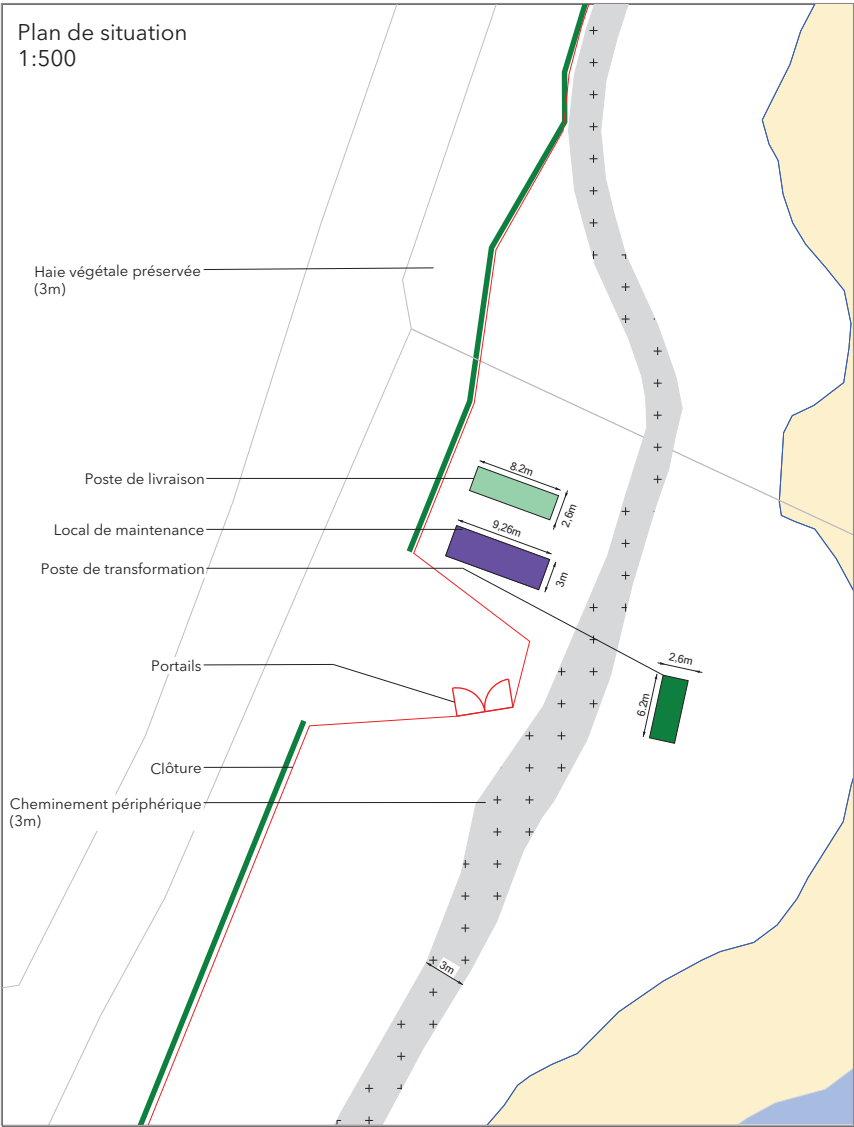 Plan de situation
1:500
Haie végétale préservée
(3m)
Poste de livraison
8.2m
2,6m
Local de maintenance
9,26m
Poste de transformation
3m
Portails
2,6m
6.2m
Clôture
Cheminement périphérique
(3m)
3m